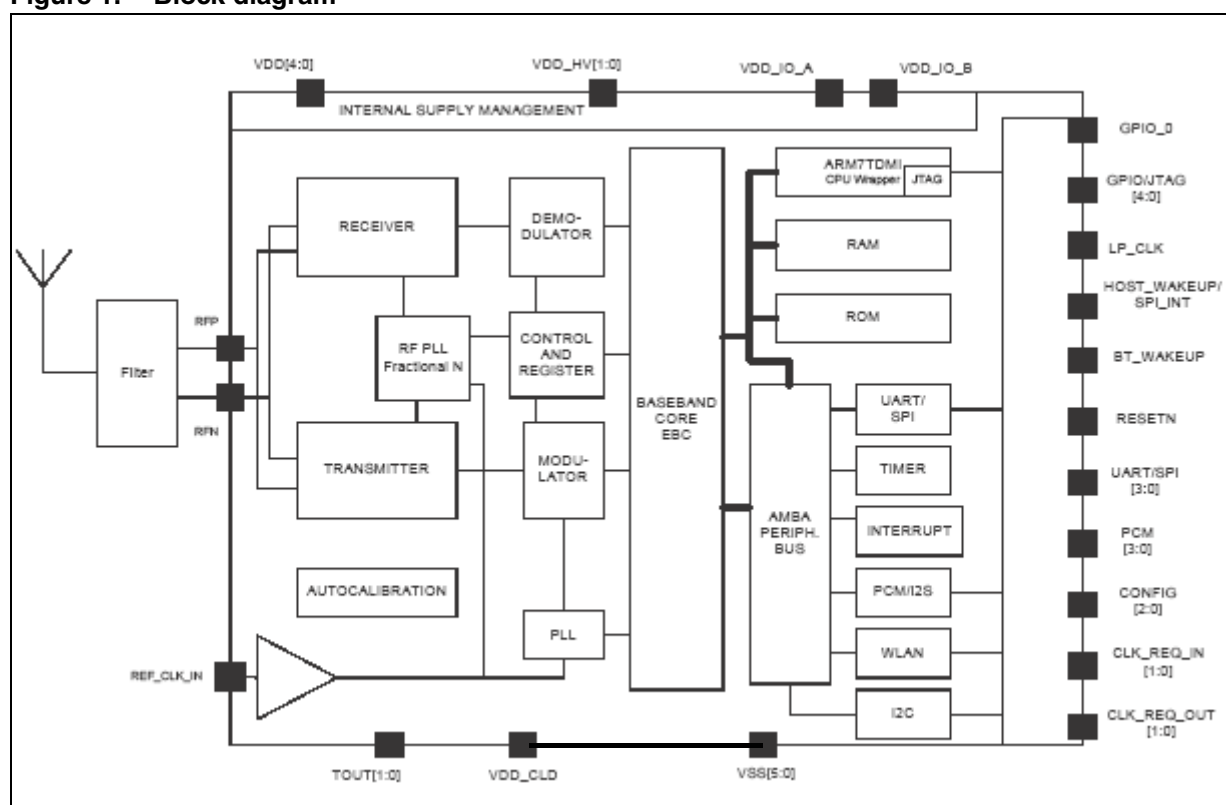 Figure 1. Block diagram
VDD[4:0]
VDD_HV[1:0]
VDD_IO_A
VDD_IO_B
INTERNAL SUPPLY MANAGEMENT
GPIO_0
ARM7TDMI
CPU Wrapper
JTAG
GPIO/JTAG
[4:0]
RECEIVER
DEMO-
DULATOR
RAM
LP_CLK
HOST_WAKEUP/
SPI_INT
ROM
RFP
RF PLL
Fractional N
CONTROL
AND
REGISTER
BT_WAKEUP
Filter
BASEBAND
CORE
EBC
UART/
SPI
RESETN
RFN
TRANSMITTER
MODU-
LATOR
TIMER
UART/SPI
[3:0]
AMBA
PERIPH.
BUS
INTERRUPT
PCM
[3:0]
AUTOCALIBRATION
PCM/I2S
CONFIG
[2:0]
PLL
WLAN
CLK_REQ_IN
[1:0]
REF_CLK_IN
I2C
CLK_REQ_OUT
[1:0]
TOUT[1:0]
VDD_CLD
VSS[5:0]